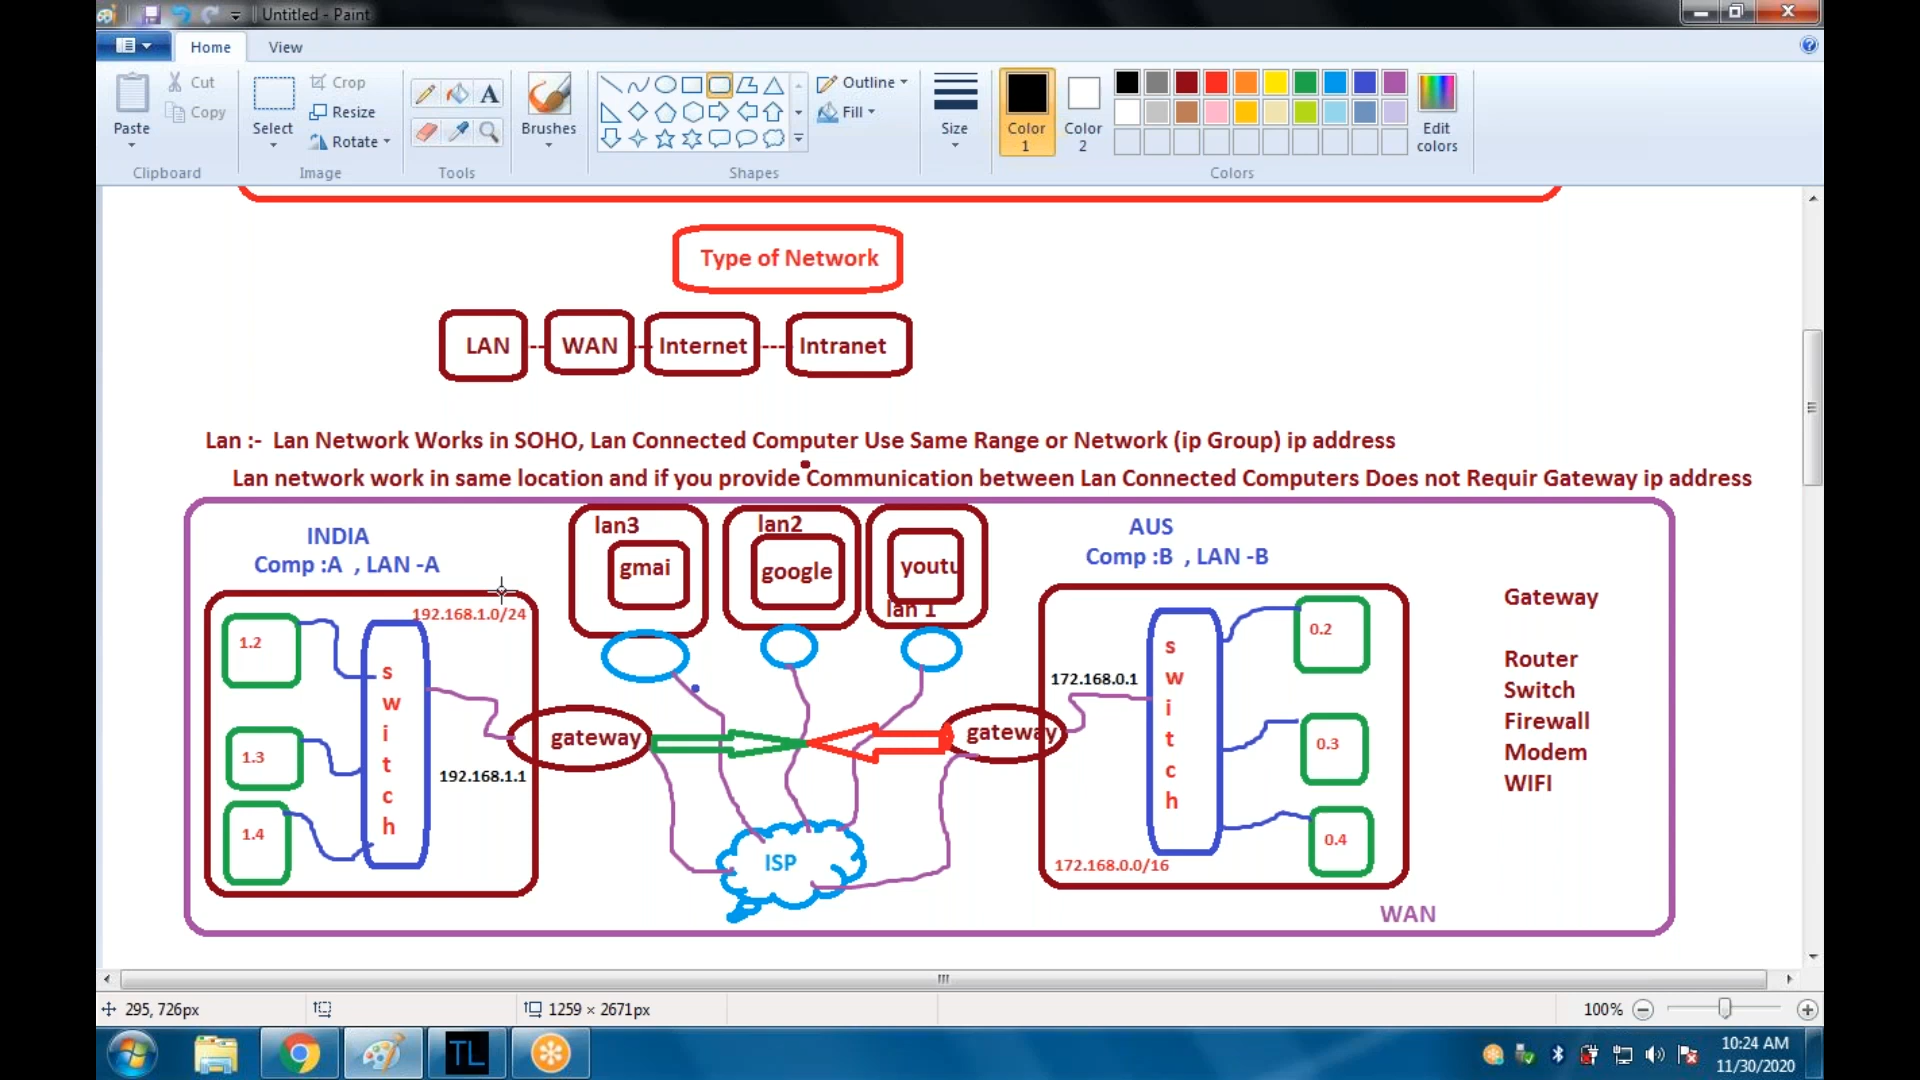 Untitled - Paint
Home
View
Paste
Cut
Copy
Clipboard
Select
Crop
Resize
Rotate
Image
Tools
Brushes
Shapes
Outline
Fill
Size
Color
1
Color
2
Edit
colors
Colors
Type of Network
LAN -- WAN -- Internet --- Intranet
Lan :-  Lan Network Works in SOHO, Lan Connected Computer Use Same Range or Network (ip Group) ip address
Lan network work in same location and if you provide Communication between Lan Connected Computers Does not Requir Gateway ip address
INDIA
Comp :A  , LAN -A
192.168.1.0/24
1.2
1.3
1.4
switch
192.168.1.1
gateway
lan3
gmai
lan2
google
youtu
lan 1
ISP
gateway
AUS
Comp :B  , LAN -B
172.168.0.1
switch
0.2
0.3
0.4
172.168.0.0/16
WAN
Gateway
Router
Switch
Firewall
Modem
WIFI
295, 726px
1259 × 2671px
100%
TL
10:24 AM
11/30/2020